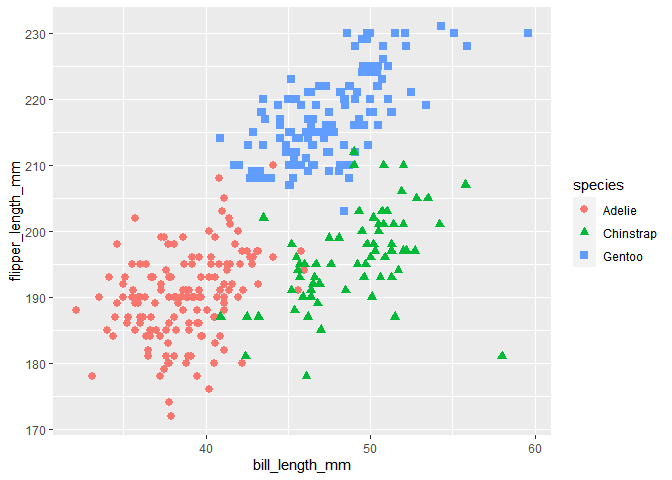 230
220
210
200
190
180
170
flipper_length_mm
40
50
60
bill_length_mm
species
Adelie
Chinstrap
Gentoo